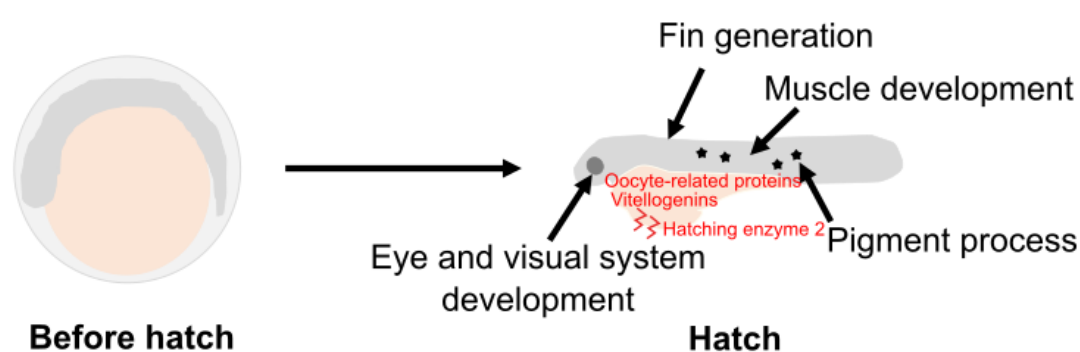 Fin generation
Muscle development
Oocyte-related proteins
Vitellogenins
Hatching enzyme 2
Pigment process
Eye and visual system
development
Before hatch
Hatch